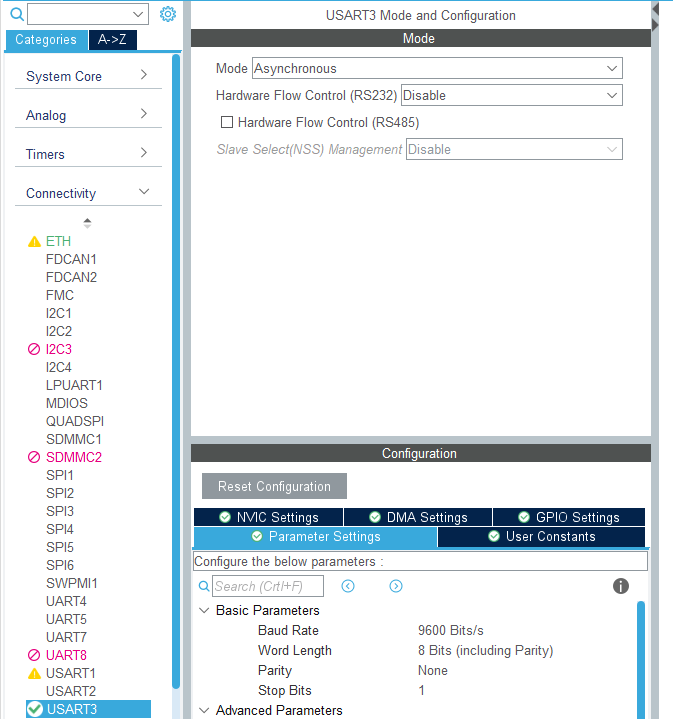 Categories
A->Z
System Core
Analog
Timers
Connectivity
ETH
FDCAN1
FDCAN2
FMC
I2C1
I2C2
I2C3
I2C4
LPUART1
MDIOS
QUADSPI
SDMMC1
SDMMC2
SPI1
SPI2
SPI3
SPI4
SPI5
SPI6
SWPMI1
UART4
UART5
UART7
UART8
USART1
USART2
USART3
USART3 Mode and Configuration
Mode
Mode Asynchronous
Hardware Flow Control (RS232) Disable
Hardware Flow Control (RS485)
Slave Select(NSS) Management Disable
Configuration
Reset Configuration
NVIC Settings DMA Settings GPIO Settings
Parameter Settings User Constants
Configure the below parameters :
Search (Crtl+F)
Basic Parameters
Baud Rate 9600 Bits/s
Word Length 8 Bits (including Parity)
Parity None
Stop Bits 1
Advanced Parameters